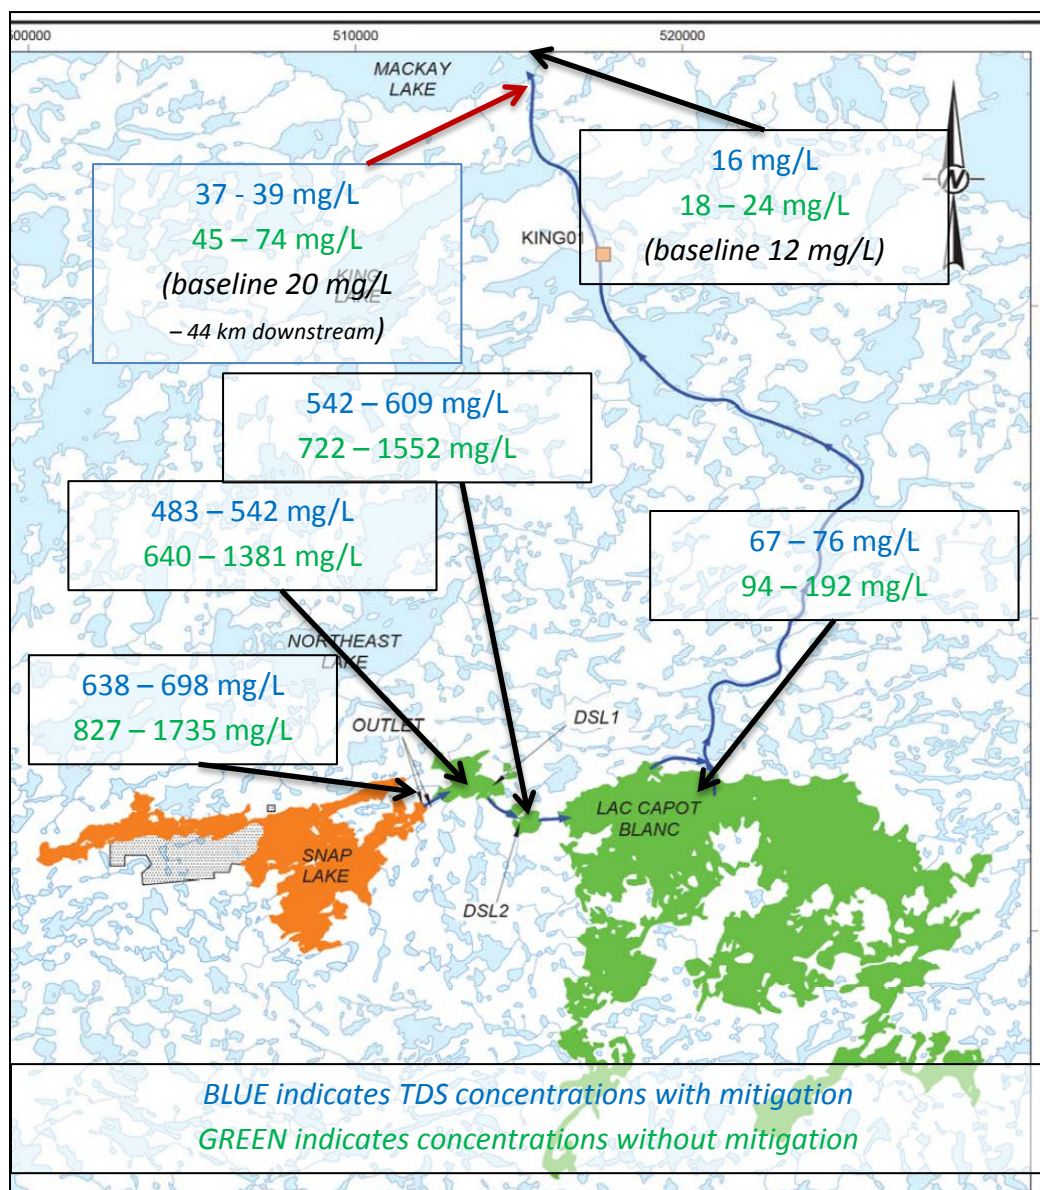 500000
510000
520000
MACKAY
LAKE
16 mg/L
18 – 24 mg/L
(baseline 12 mg/L)
N
37 - 39 mg/L
45 – 74 mg/L
(baseline 20 mg/L
– 44 km downstream)
KING
LAKE
KING01
542 – 609 mg/L
722 – 1552 mg/L
483 – 542 mg/L
640 – 1381 mg/L
67 – 76 mg/L
94 – 192 mg/L
NORTHEAST
LAKE
638 – 698 mg/L
827 – 1735 mg/L
OUTLET
DSL1
LAC CAPOT
BLANC
SNAP
LAKE
DSL2
BLUE indicates TDS concentrations with mitigation
GREEN indicates concentrations without mitigation